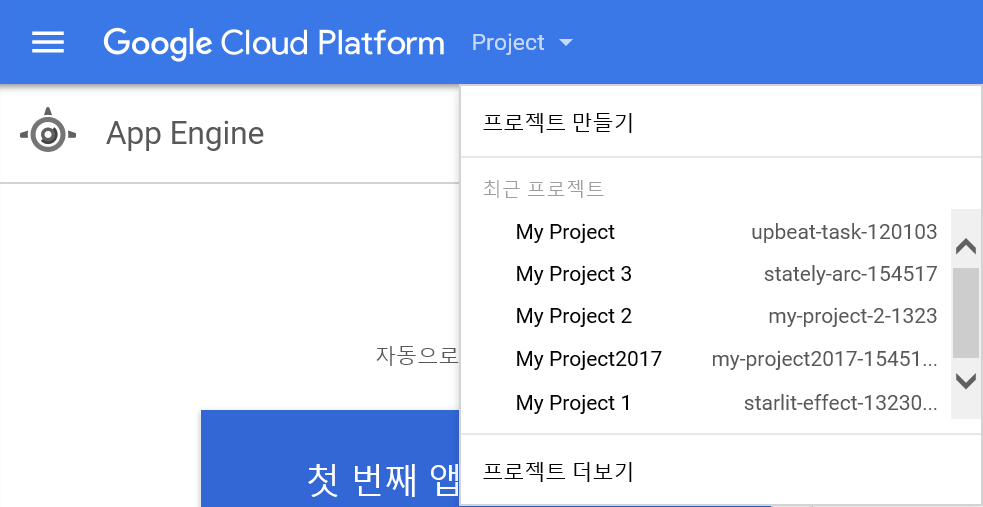 Google Cloud Platform Project
App Engine
프로젝트 만들기
최근 프로젝트
My Project upbeat-task-120103
My Project 3 stately-arc-154517
My Project 2 my-project-2-1323
My Project2017 my-project2017-15451...
My Project 1 starlit-effect-13230...
프로젝트 더보기
자동으로
첫 번째 앱